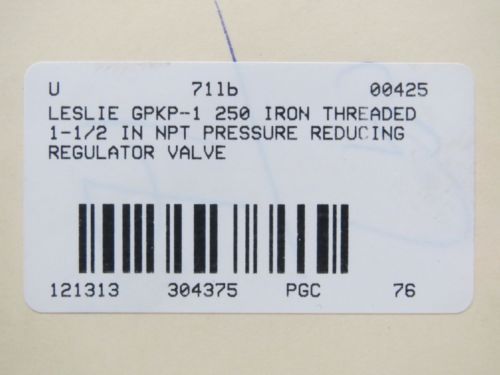 U 71lb 00425
LESLIE GPKP-1 250 IRON THREADED
1-1/2 IN NPT PRESSURE REDUCING
REGULATOR VALVE
121313 304375 PGC 76